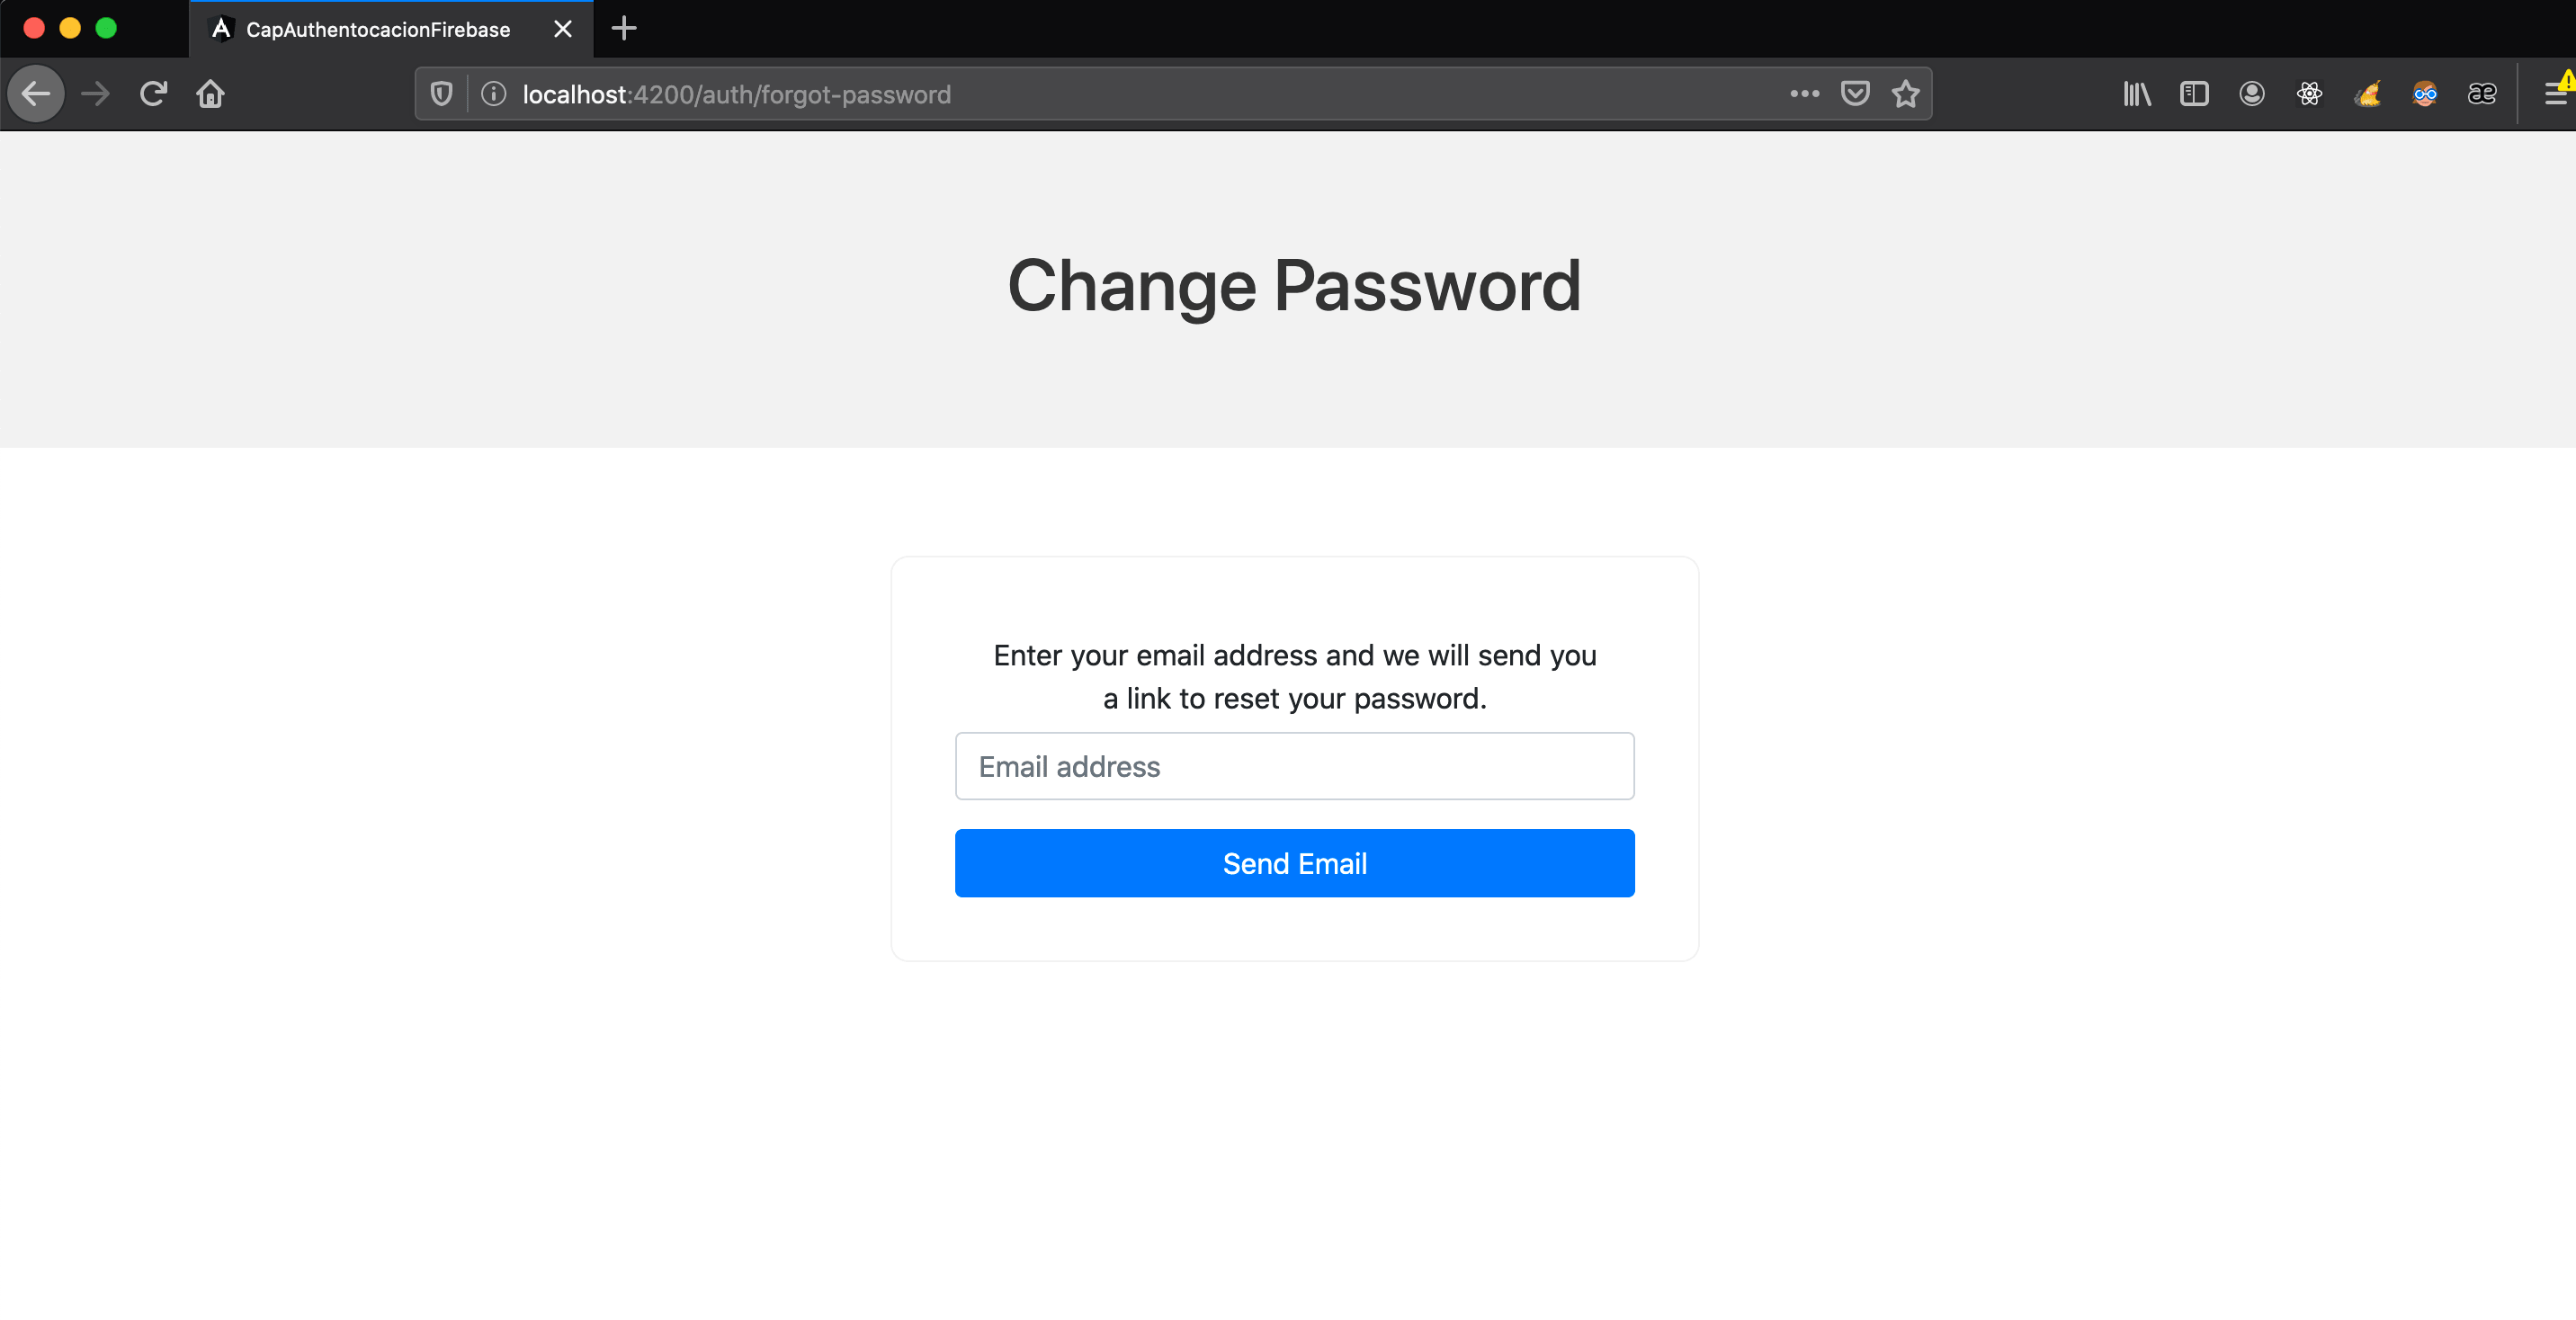 CapAuthentocacionFirebase
localhost:4200/auth/forgot-password
Change Password
Enter your email address and we will send you
a link to reset your password.
Email address
Send Email